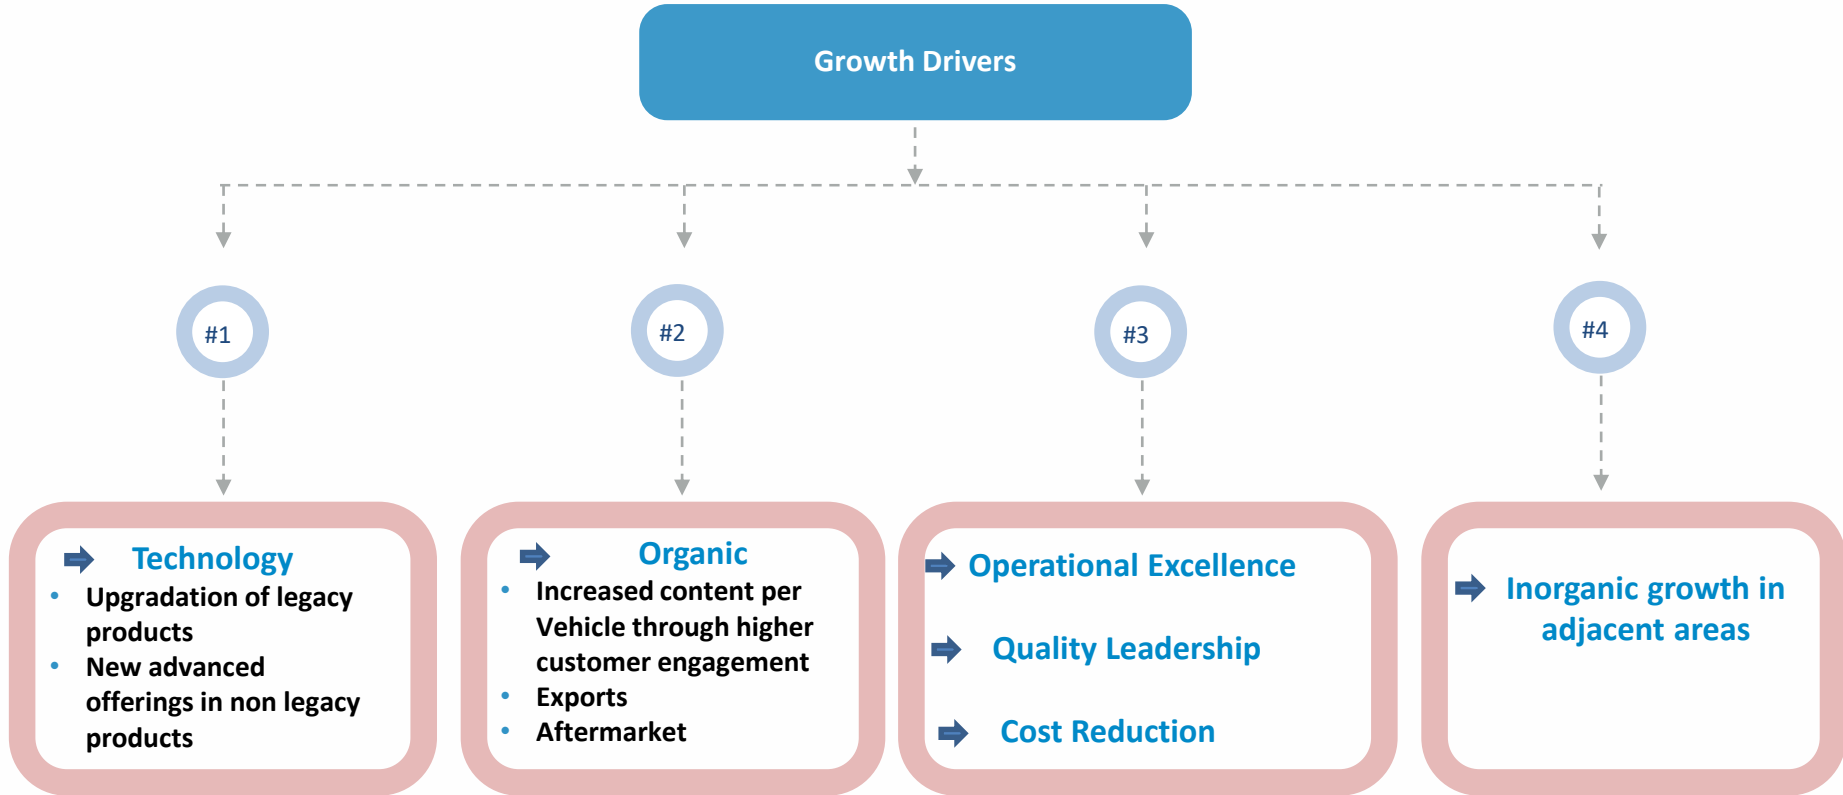 Growth Drivers
#1
#2
#3
#4
Technology
• Upgradation of legacy
products
• New advanced
offerings in non legacy
products
Organic
• Increased content per
Vehicle through higher
customer engagement
• Exports
• Aftermarket
Operational Excellence
Quality Leadership
Cost Reduction
Inorganic growth in
adjacent areas